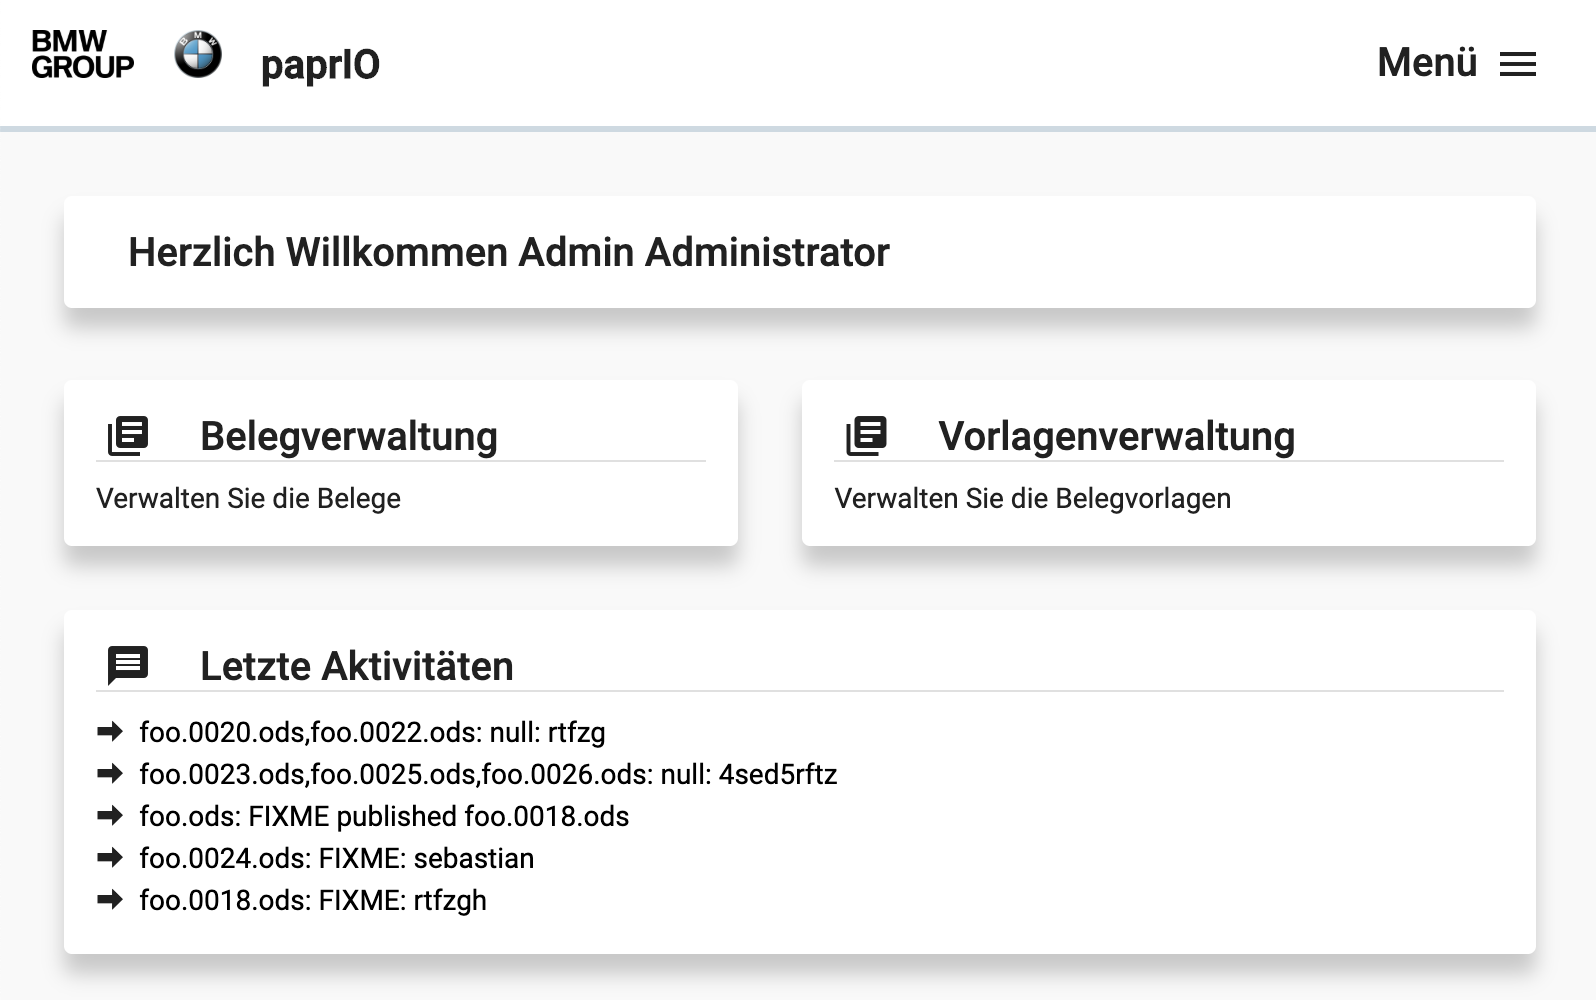 BMW
GROUP
BMW
paprIO
Menü
Herzlich Willkommen Admin Administrator
Belegverwaltung
Verwalten Sie die Belege
Vorlagenverwaltung
Verwalten Sie die Belegvorlagen
Letzte Aktivitäten
foo.0020.ods,foo.0022.ods: null: rtfzg
foo.0023.ods,foo.0025.ods,foo.0026.ods: null: 4sed5rftz
foo.ods: FIXME published foo.0018.ods
foo.0024.ods: FIXME: sebastian
foo.0018.ods: FIXME: rtfzgh